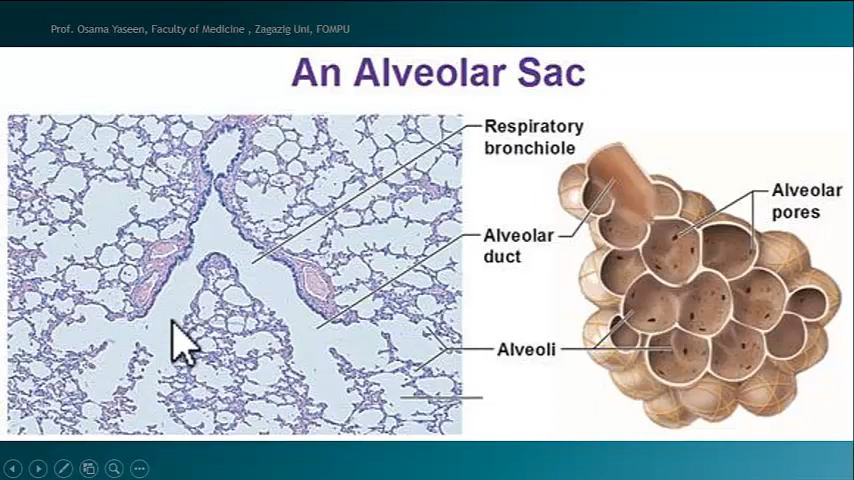 Prof. Osama Yaseen, Faculty of Medicine , Zagazig Uni, FOMPU
An Alveolar Sac
Respiratory
bronchiole
Alveolar
duct
Alveoli
Alveolar
pores